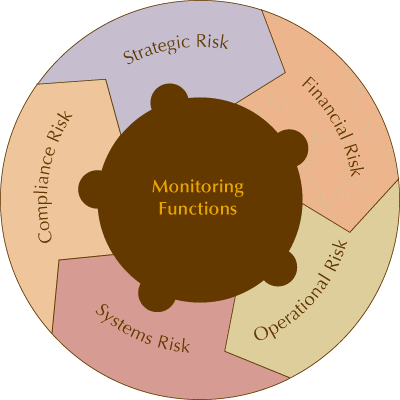 Strategic Risk
Financial Risk
Operational Risk
Systems Risk
Compliance Risk
Monitoring
Functions